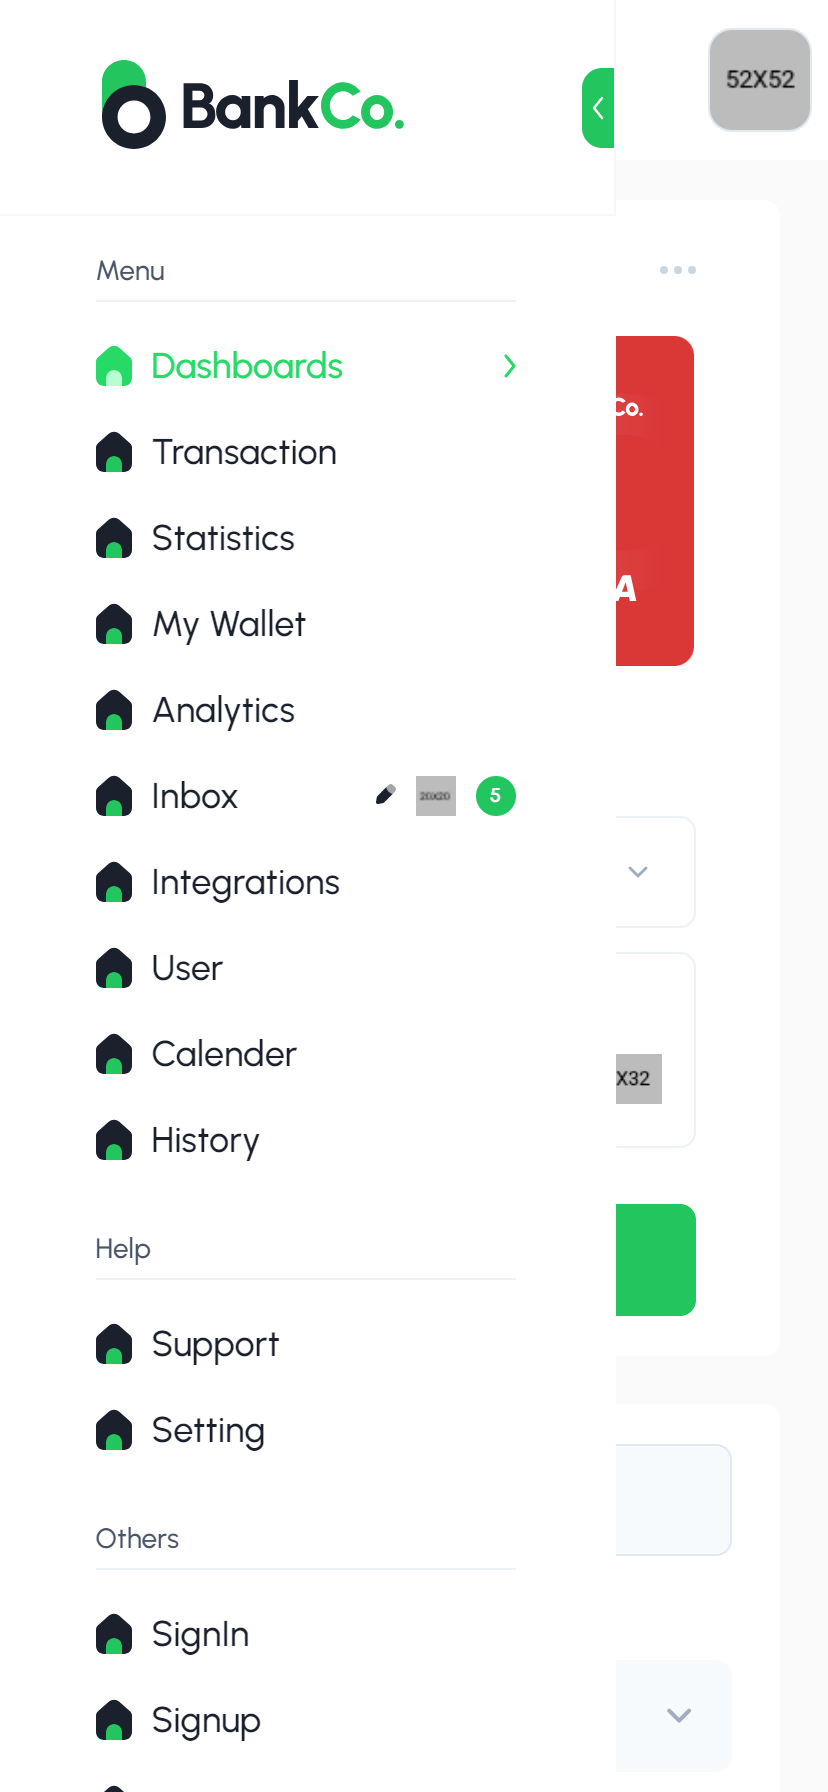 BankCo.
52X52
Menu
Dashboards
Co.
Transaction
Statistics
A
My Wallet
Analytics
Inbox 20X20 5
Integrations
User
Calender
X32
History
Help
Support
Setting
Others
SignIn
Signup